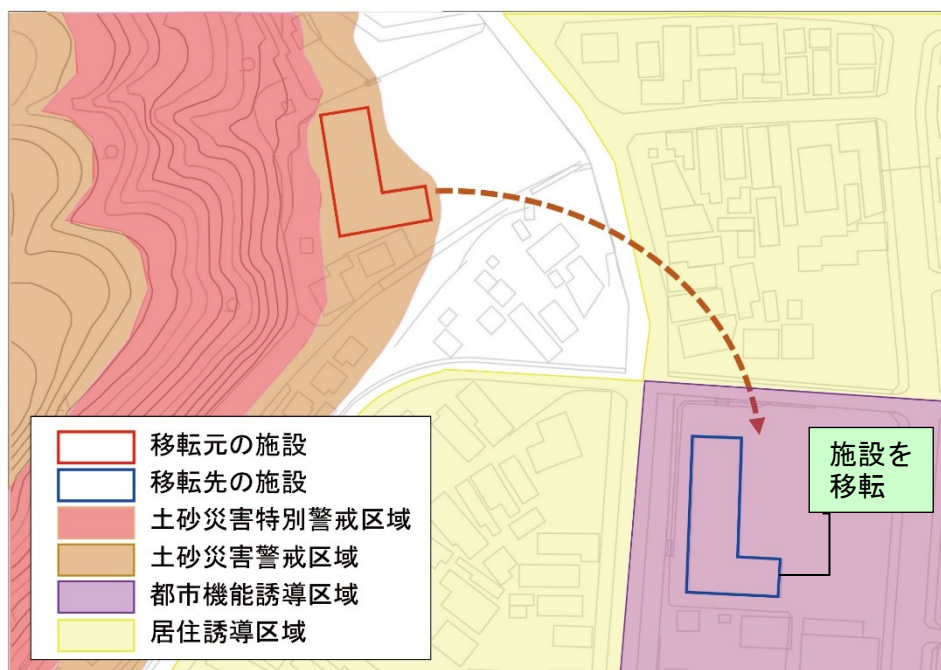 移転元の施設
移転先の施設
土砂災害特別警戒区域
土砂災害警戒区域
都市機能誘導区域
居住誘導区域
施設を
移転